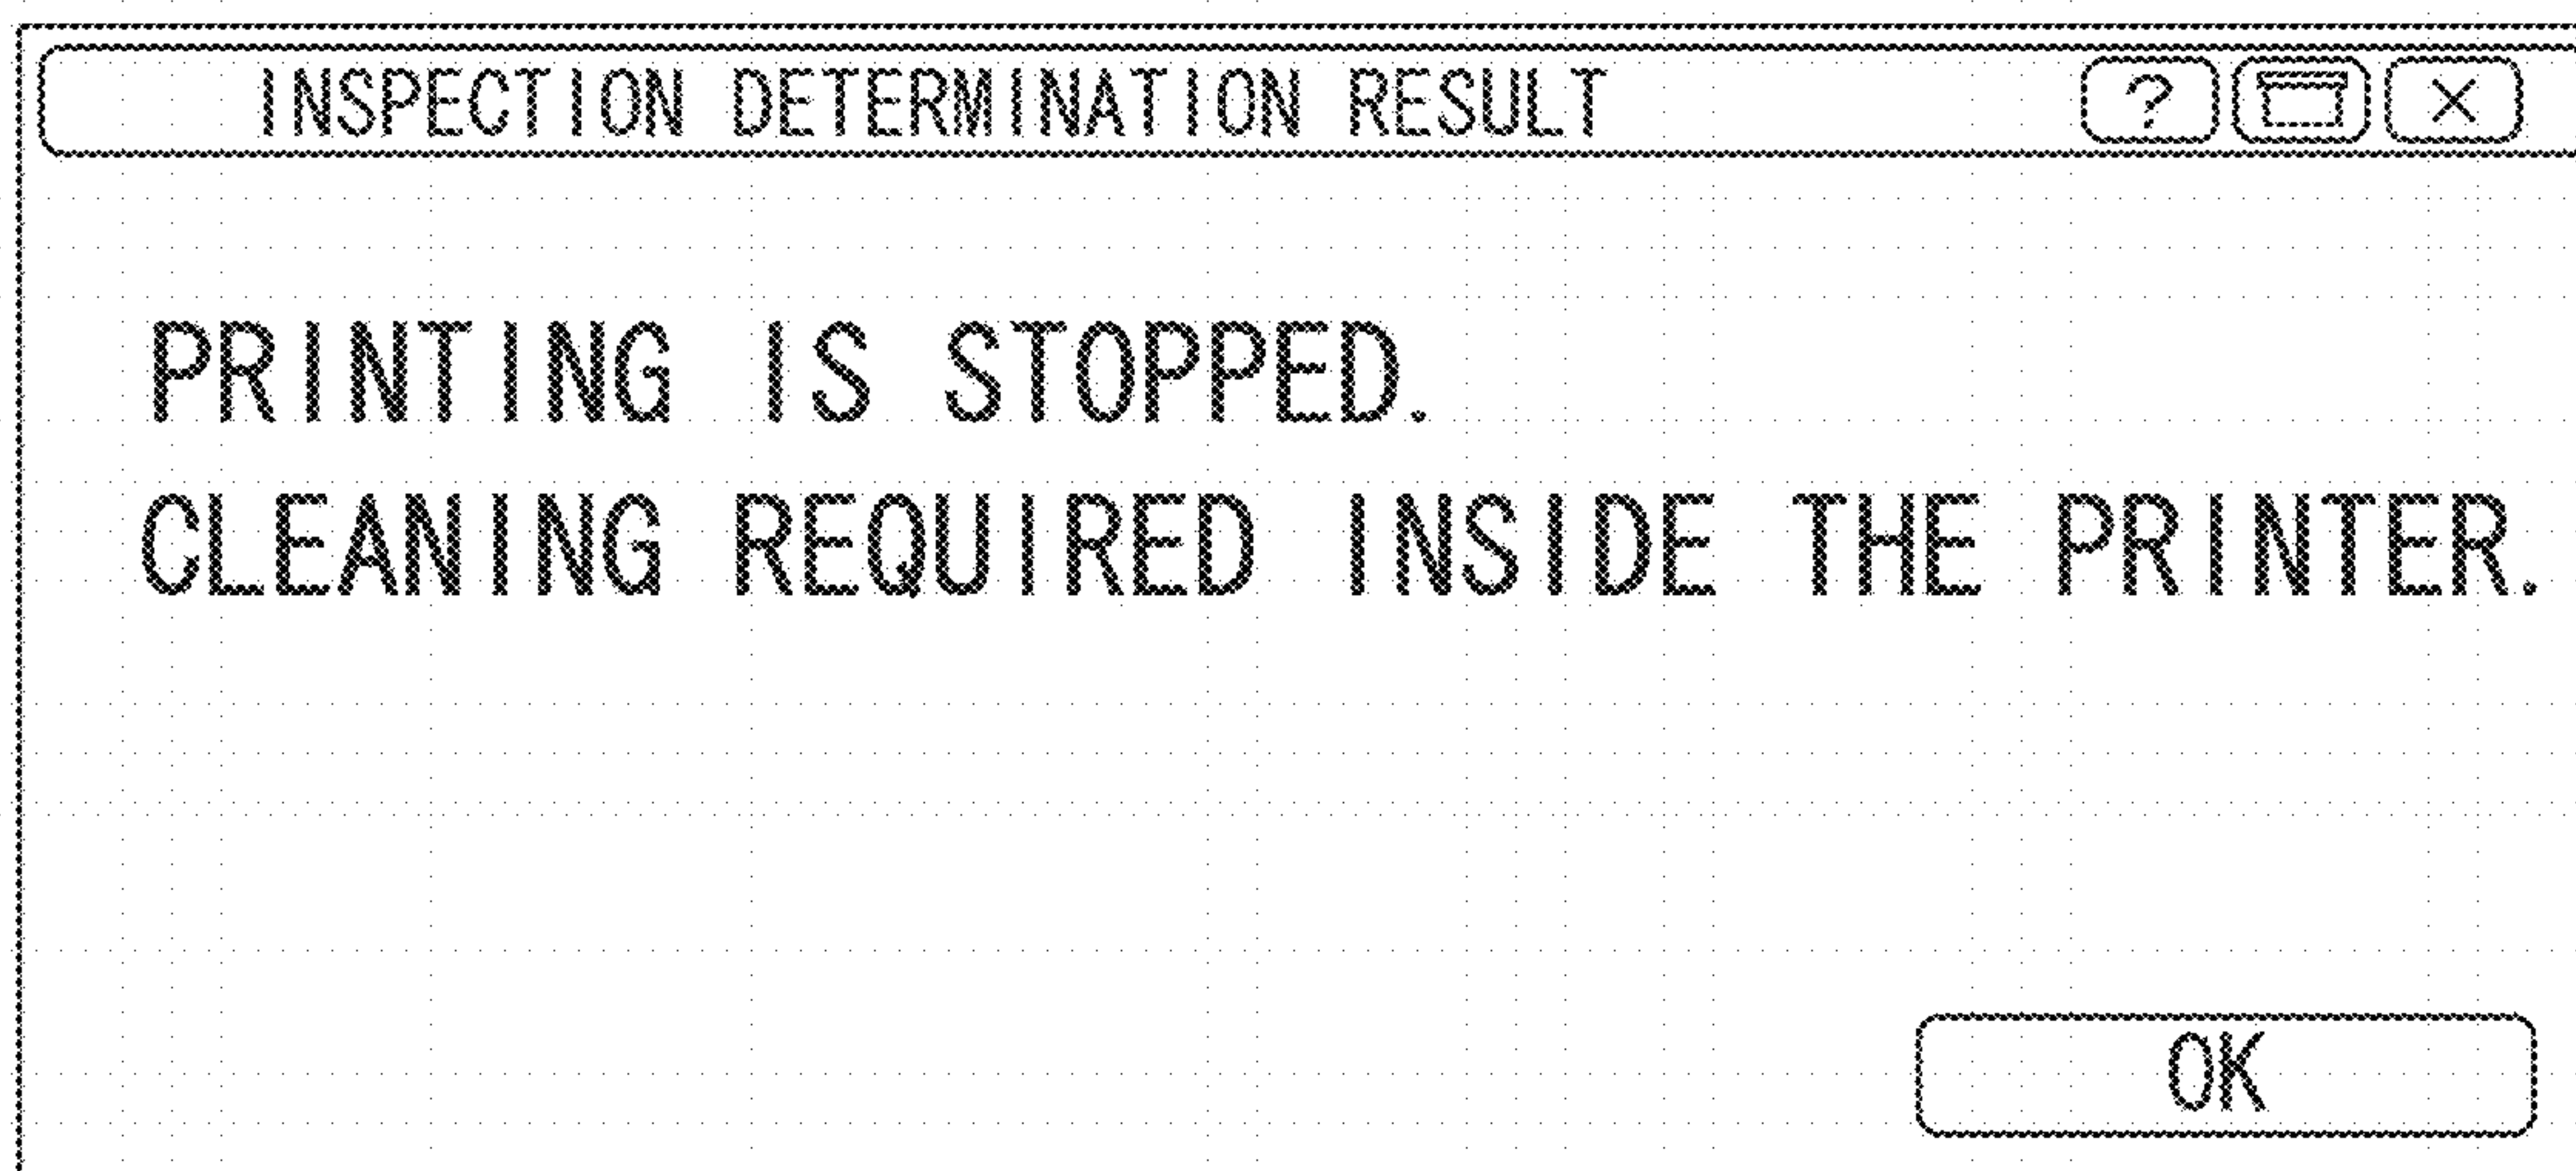 INSPECTION DETERMINATION RESULT ? ×
PRINTING IS STOPPED.
CLEANING REQUIRED INSIDE THE PRINTER.
OK